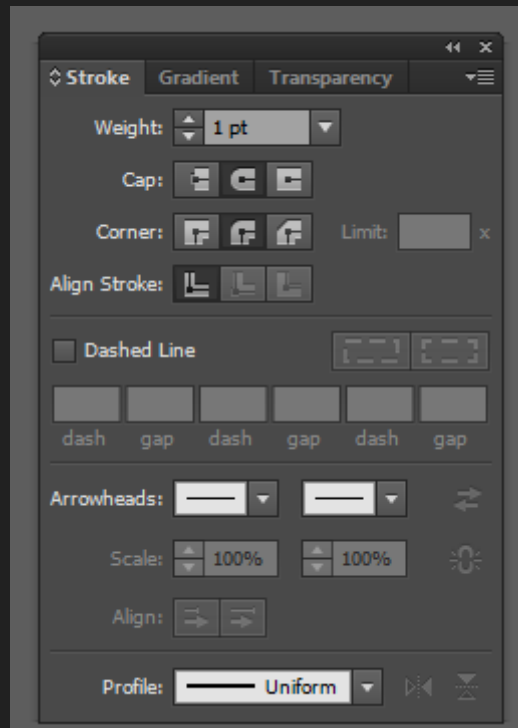 Stroke Gradient Transparency
Weight: 1 pt
Cap:
Corner: Limit: x
Align Stroke:
Dashed Line
dash gap dash gap dash gap
Arrowheads:
Scale: 100% 100%
Align:
Profile: Uniform